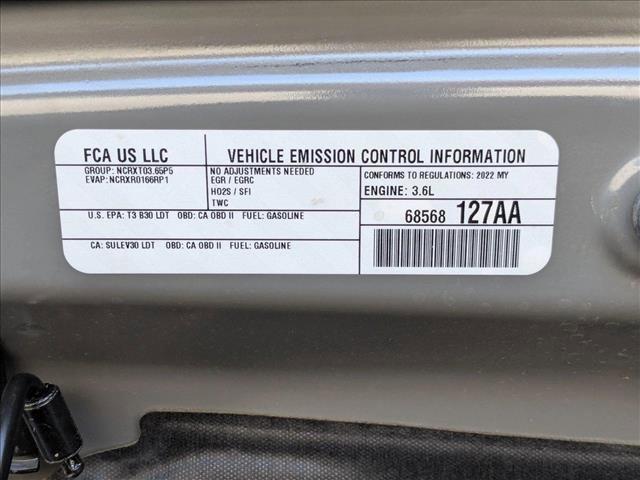 FCA US LLC
GROUP: NCRXT03.65P5
EVAP: NCRXR0166RP1
VEHICLE EMISSION CONTROL INFORMATION
NO ADJUSTMENTS NEEDED
EGR / EGRC
HO2S / SFI
TWC
CONFORMS TO REGULATIONS: 2022 MY
ENGINE: 3.6L
U.S. EPA: T3 B30 LDT OBD: CA OBD II FUEL: GASOLINE
68568 127AA
CA: SULEV30 LDT OBD: CA OBD II FUEL: GASOLINE